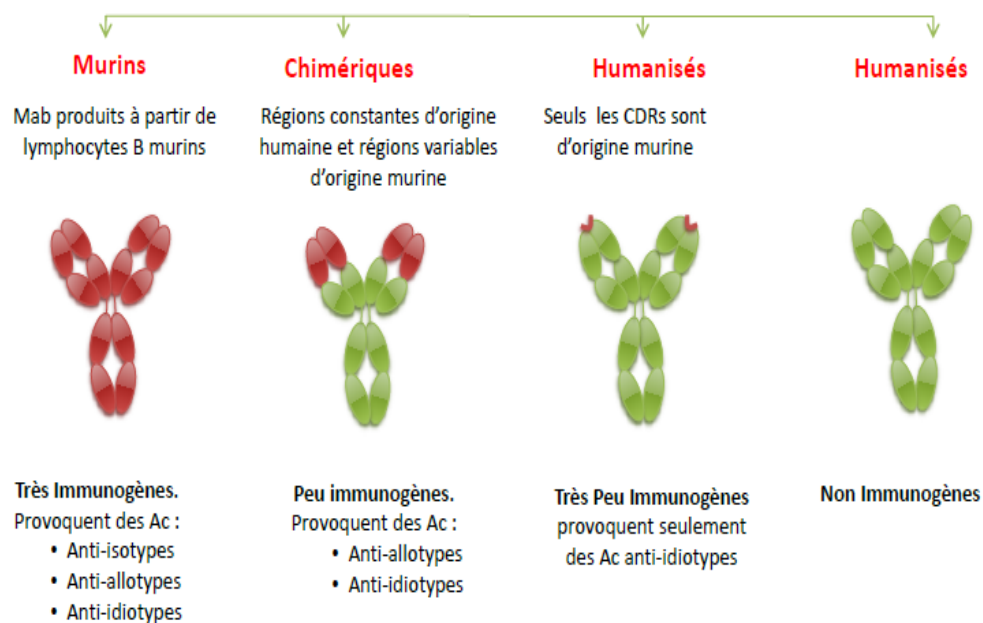 Murins
Mab produits à partir de
lymphocytes B murins
Très Immunogènes.
Provoquent des Ac :
• Anti-isotypes
• Anti-allotypes
• Anti-idiotypes
Chimériques
Régions constantes d'origine
humaine et régions variables
d'origine murine
Peu immunogènes.
Provoquent des Ac :
• Anti-allotypes
• Anti-idiotypes
Humanisés
Seuls les CDRs sont
d'origine murine
Très Peu Immunogènes
provoquent seulement
des Ac anti-idiotypes
Humanisés
Non Immunogènes